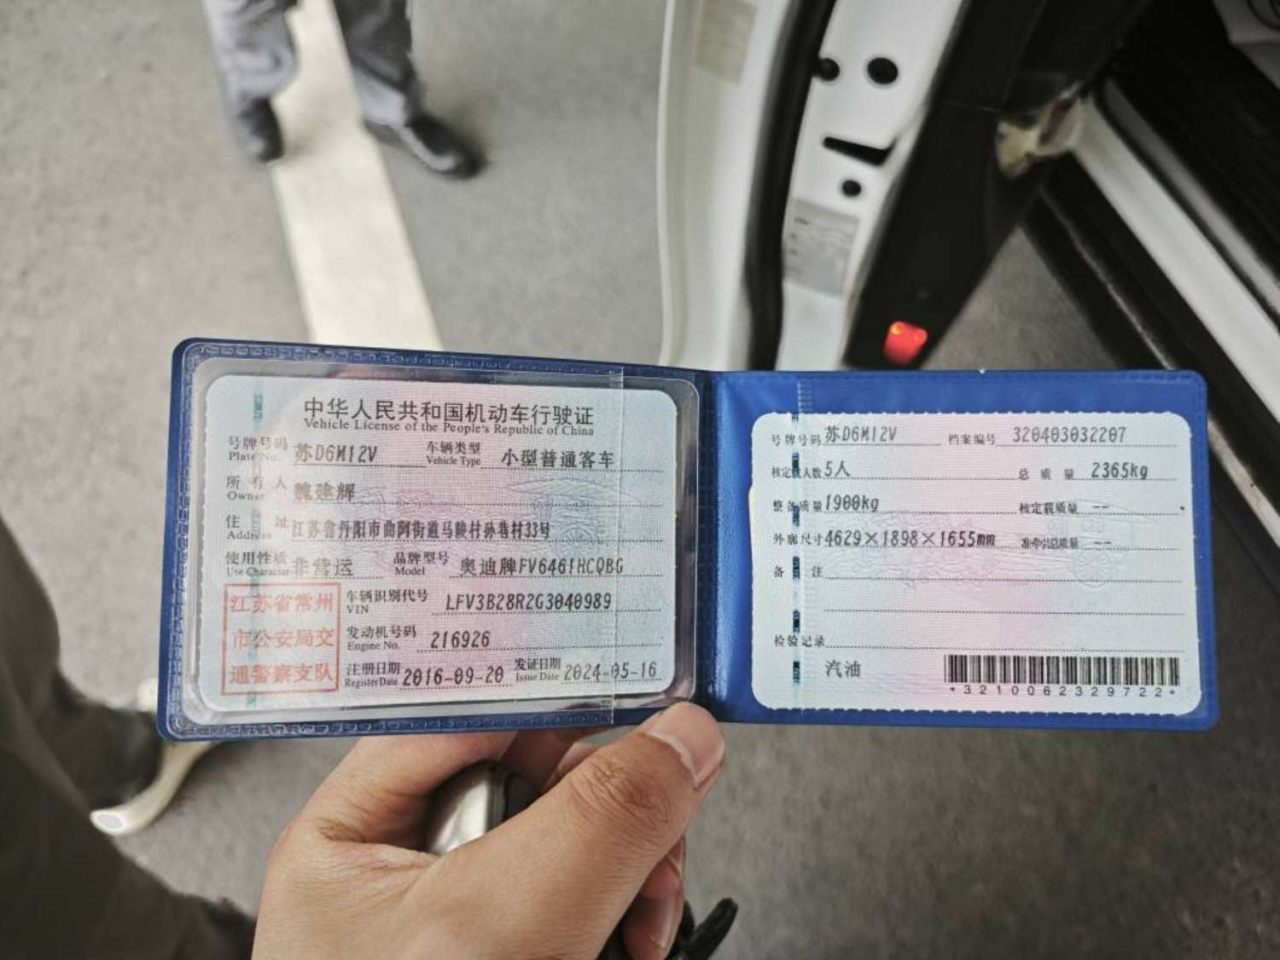 中华人民共和国机动车行驶证
Vehicle License of the People's Republic of China
号牌号码 苏D6M12V 车辆类型 小型普通客车
Plate No. Vehicle Type
所有人 魏建辉
Owner
住址 江苏省丹阳市曲阿街道马陵村孙巷村33号
Address
使用性质 非营运 品牌型号 奥迪牌FV6461HCQBG
Use Character Model
江苏省常州
市公安局交
通警察支队
车辆识别代号 LFV3B28R2G3040989
VIN
发动机号码 216926
Engine No.
注册日期 2016-09-20 发证日期 2024-05-16
Register Date Issue Date
号牌号码 苏D6M12V 档案编号 320403032207
核定载人数 5人 总质量 2365kg
整备质量 1900kg 核定载质量 --
外廓尺寸 4629×1898×1655mm 准牵引总质量 --
备注
检验记录
汽油
*3210062329722*